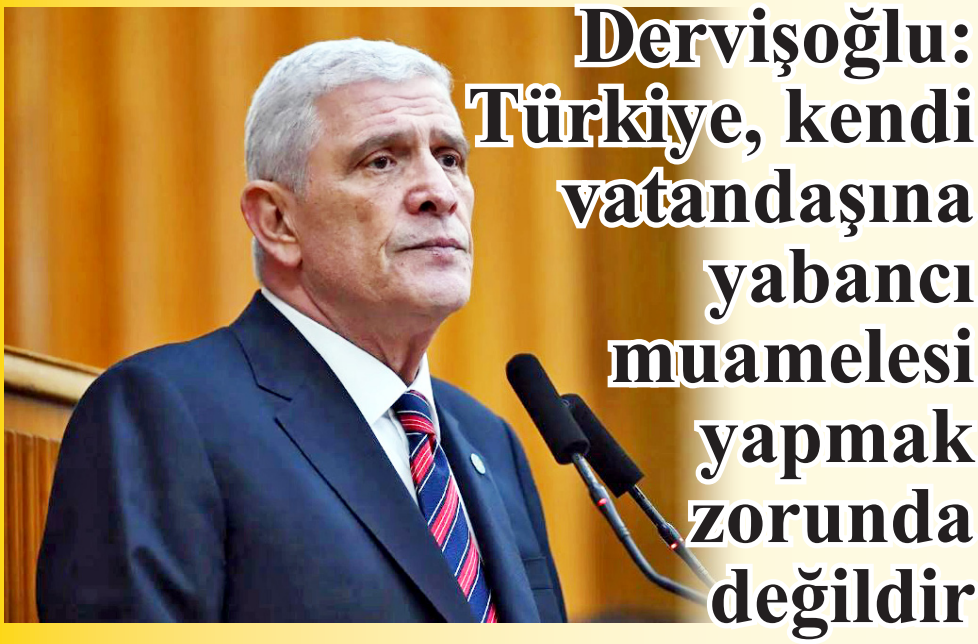 Dervişoğlu:
Türkiye, kendi
vatandaşına
yabancı
muamelesi
yapmak
zorunda
değildir